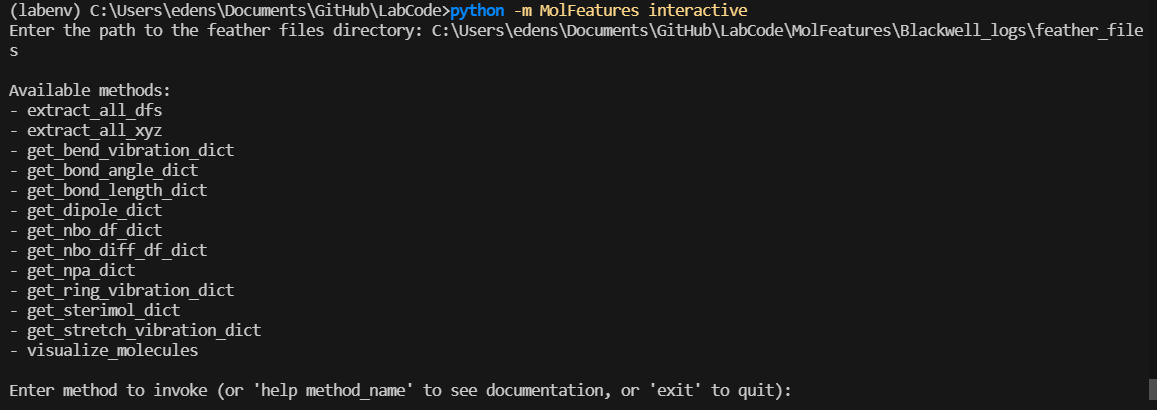 (labenv) C:\Users\edens\Documents\GitHub\LabCode>python -m MolFeatures interactive
Enter the path to the feather files directory: C:\Users\edens\Documents\GitHub\LabCode\MolFeatures\Blackwell_logs\feather_file
s
Available methods:
- extract_all_dfs
- extract_all_xyz
- get_bend_vibration_dict
- get_bond_angle_dict
- get_bond_length_dict
- get_dipole_dict
- get_nbo_df_dict
- get_nbo_diff_df_dict
- get_npa_dict
- get_ring_vibration_dict
- get_sterimol_dict
- get_stretch_vibration_dict
- visualize_molecules
Enter method to invoke (or 'help method_name' to see documentation, or 'exit' to quit):